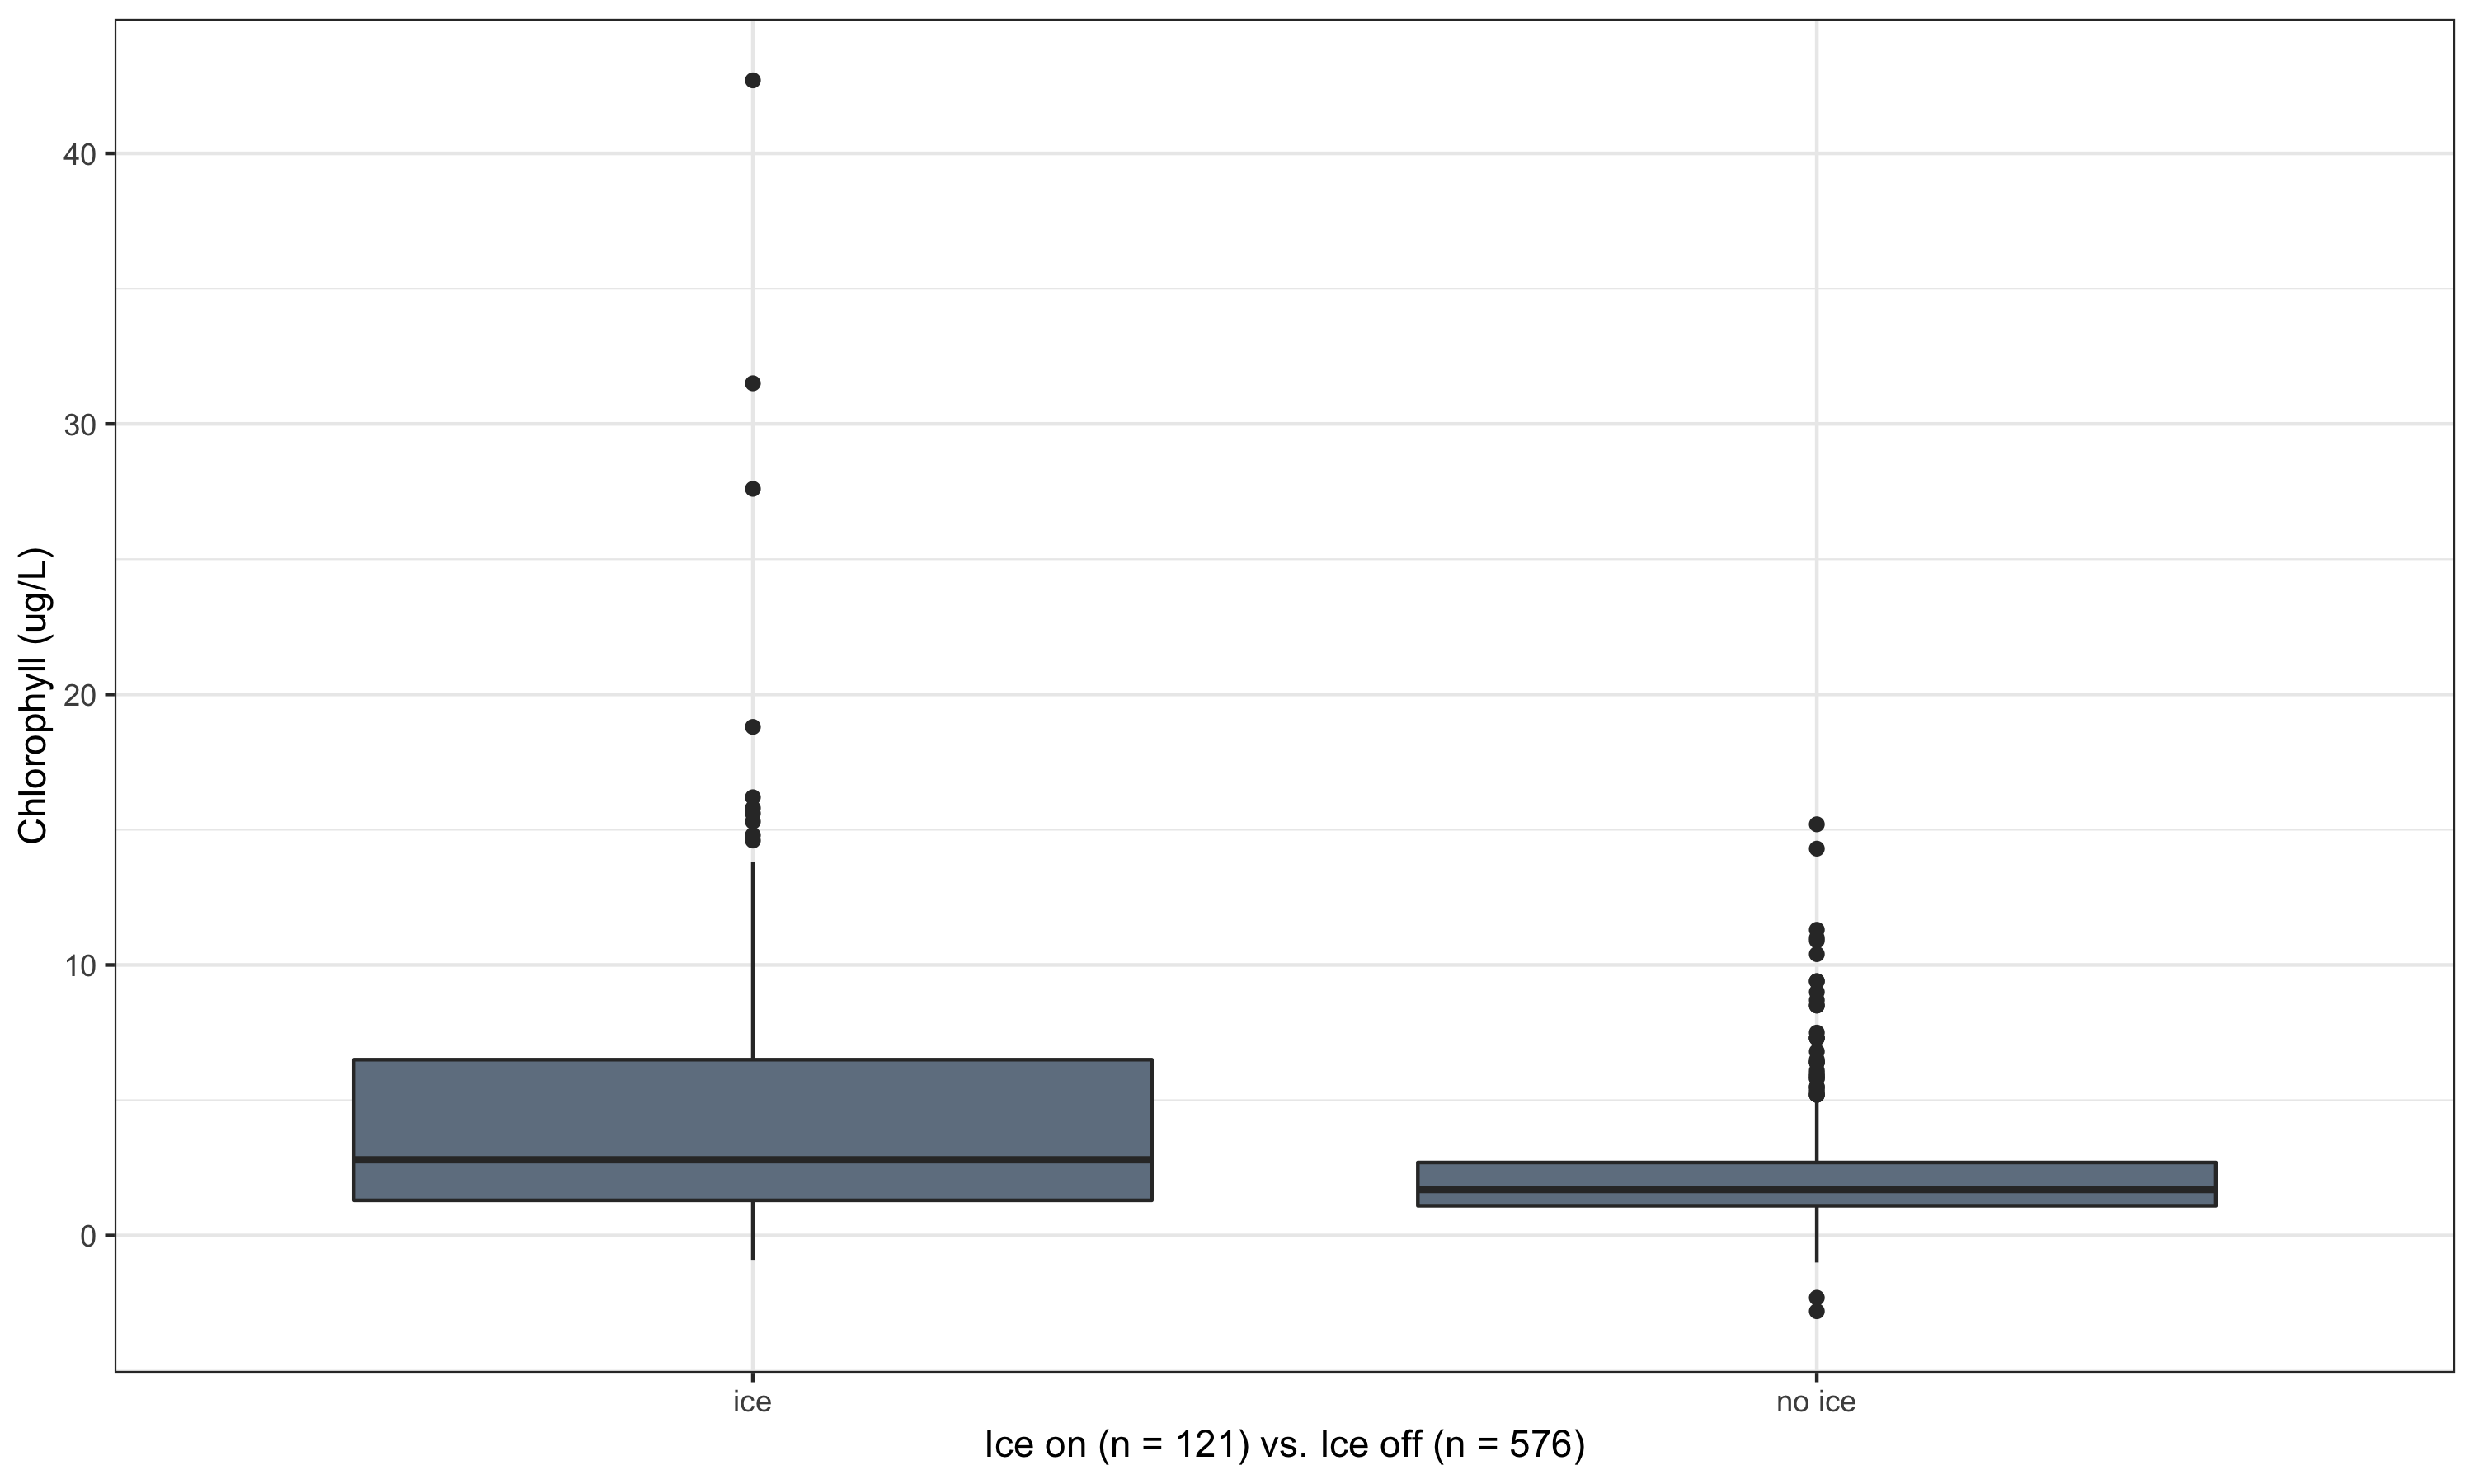 Chlorophyll (ug/L)
40
30
20
10
0
ice
no ice
Ice on (n = 121) vs. Ice off (n = 576)